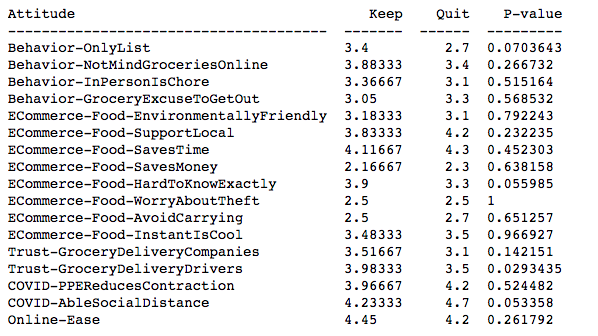 Attitude Keep Quit P-value
------------------------------------- ------- ------ ---------
Behavior-OnlyList 3.4 2.7 0.0703643
Behavior-NotMindGroceriesOnline 3.88333 3.4 0.266732
Behavior-InPersonIsChore 3.36667 3.1 0.515164
Behavior-GroceryExcuseToGetOut 3.05 3.3 0.568532
ECommerce-Food-EnvironmentallyFriendly 3.18333 3.1 0.792243
ECommerce-Food-SupportLocal 3.83333 4.2 0.232235
ECommerce-Food-SavesTime 4.11667 4.3 0.452303
ECommerce-Food-SavesMoney 2.16667 2.3 0.638158
ECommerce-Food-HardToKnowExactly 3.9 3.3 0.055985
ECommerce-Food-WorryAboutTheft 2.5 2.5 1
ECommerce-Food-AvoidCarrying 2.5 2.7 0.651257
ECommerce-Food-InstantIsCool 3.48333 3.5 0.966927
Trust-GroceryDeliveryCompanies 3.51667 3.1 0.142151
Trust-GroceryDeliveryDrivers 3.98333 3.5 0.0293435
COVID-PPEReducesContraction 3.96667 4.2 0.524482
COVID-AbleSocialDistance 4.23333 4.7 0.053358
Online-Ease 4.45 4.2 0.261792